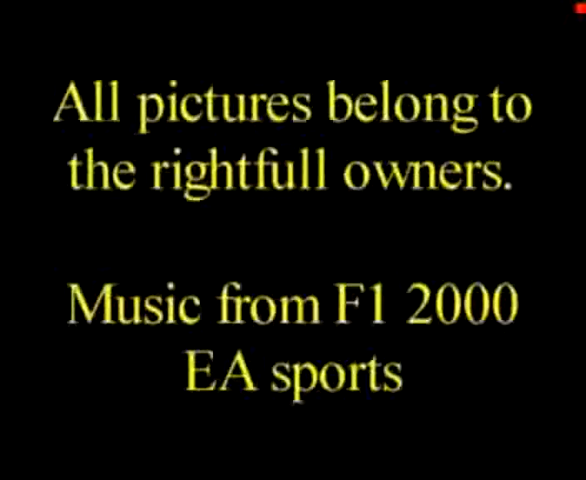 All pictures belong to
the rightfull owners.
Music from F1 2000
EA sports